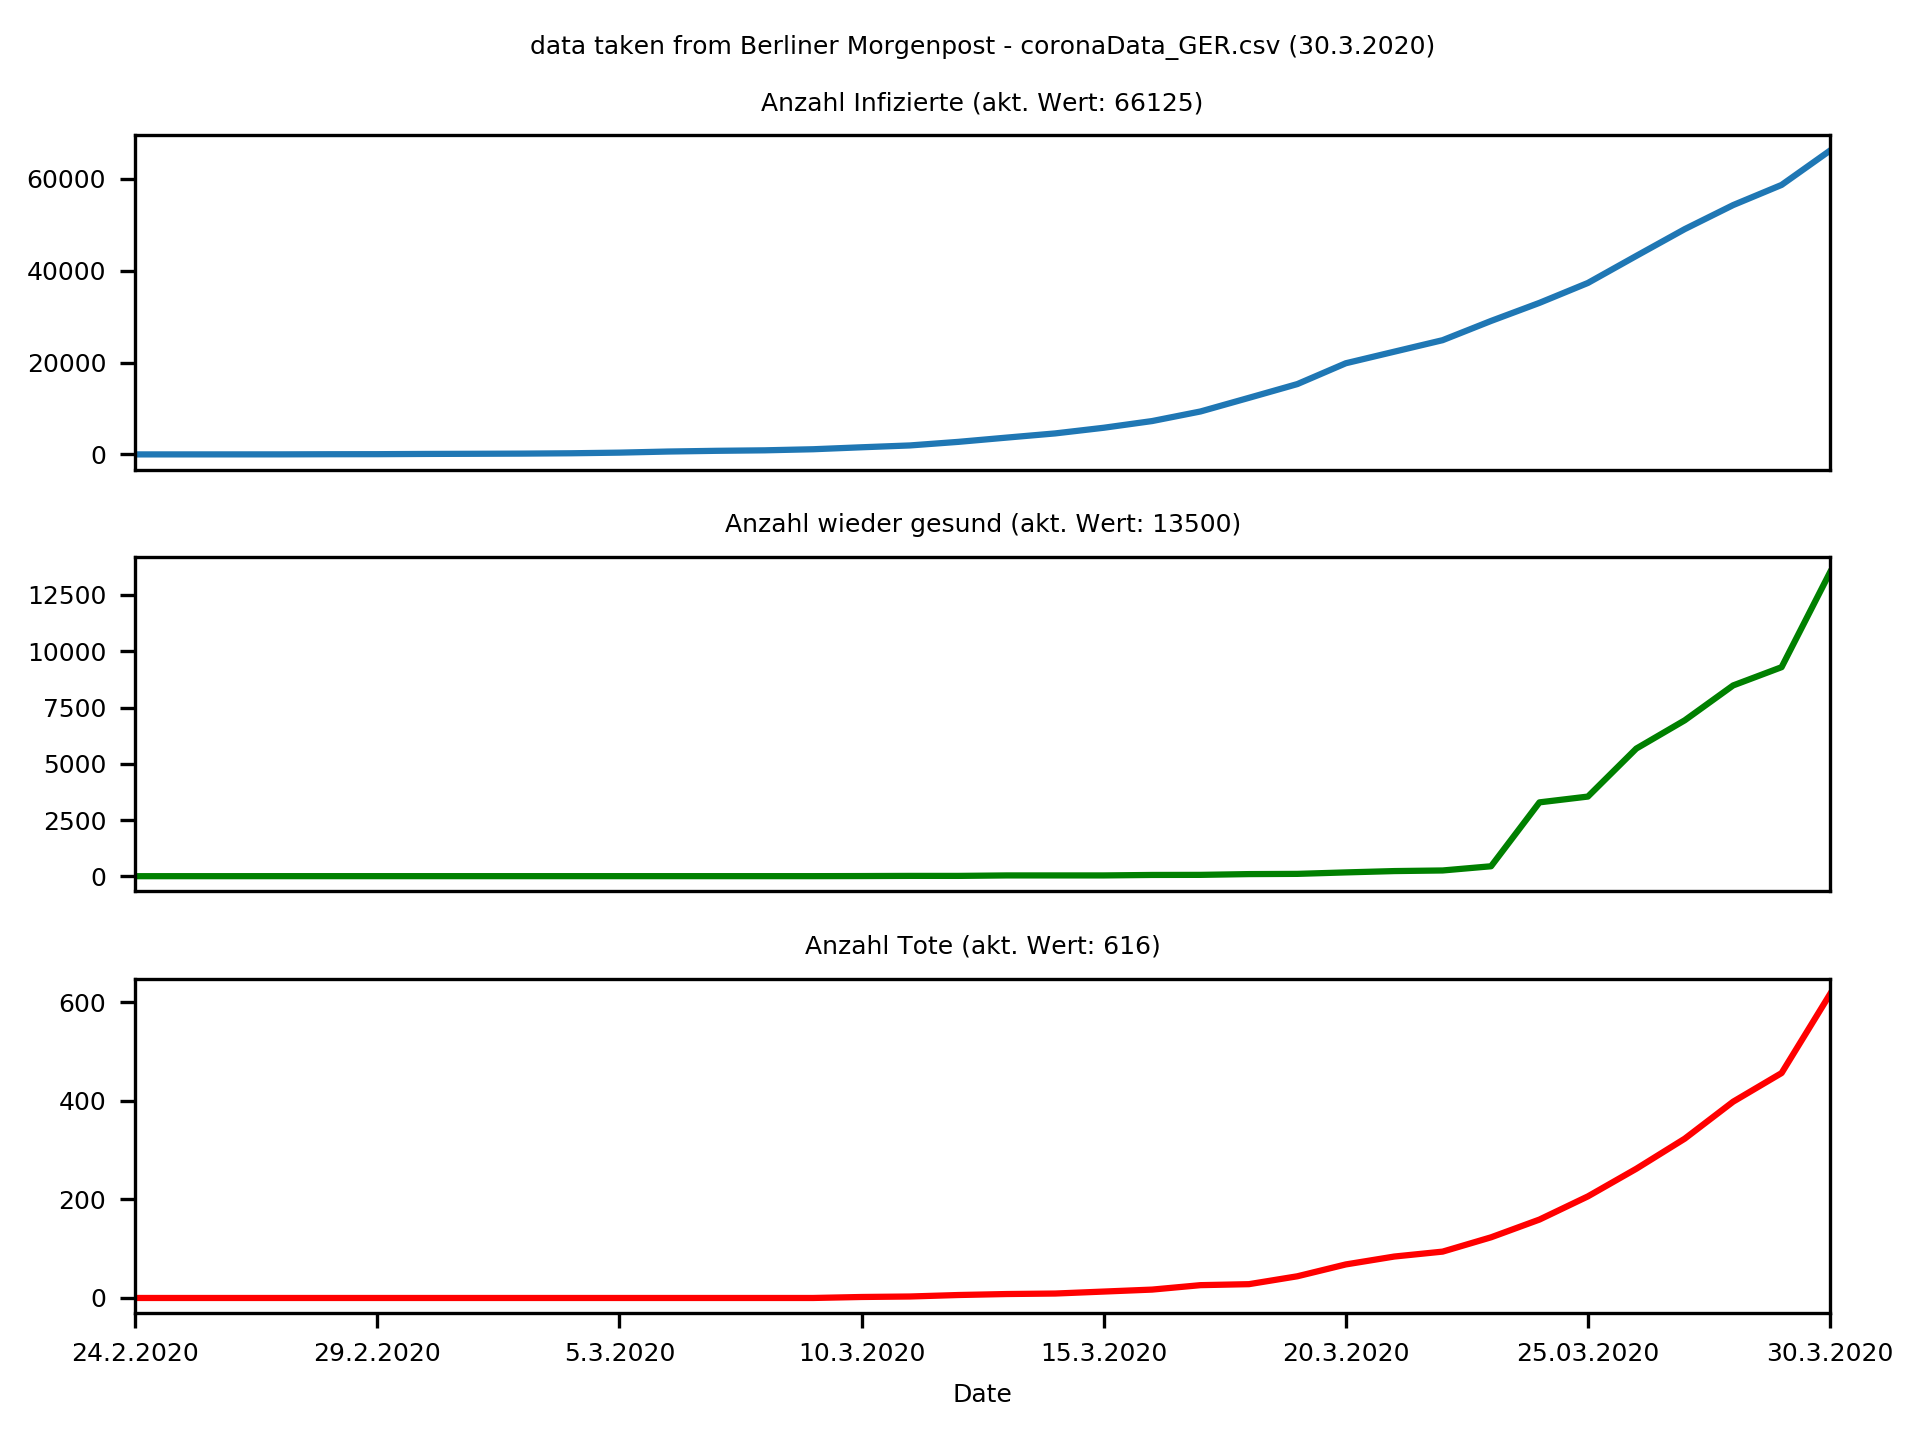 data taken from Berliner Morgenpost - coronaData_GER.csv (30.3.2020)
Anzahl Infizierte (akt. Wert: 66125)
60000
40000
20000
0
Anzahl wieder gesund (akt. Wert: 13500)
12500
10000
7500
5000
2500
0
Anzahl Tote (akt. Wert: 616)
600
400
200
0
24.2.2020 29.2.2020 5.3.2020 10.3.2020 15.3.2020 20.3.2020 25.03.2020 30.3.2020
Date